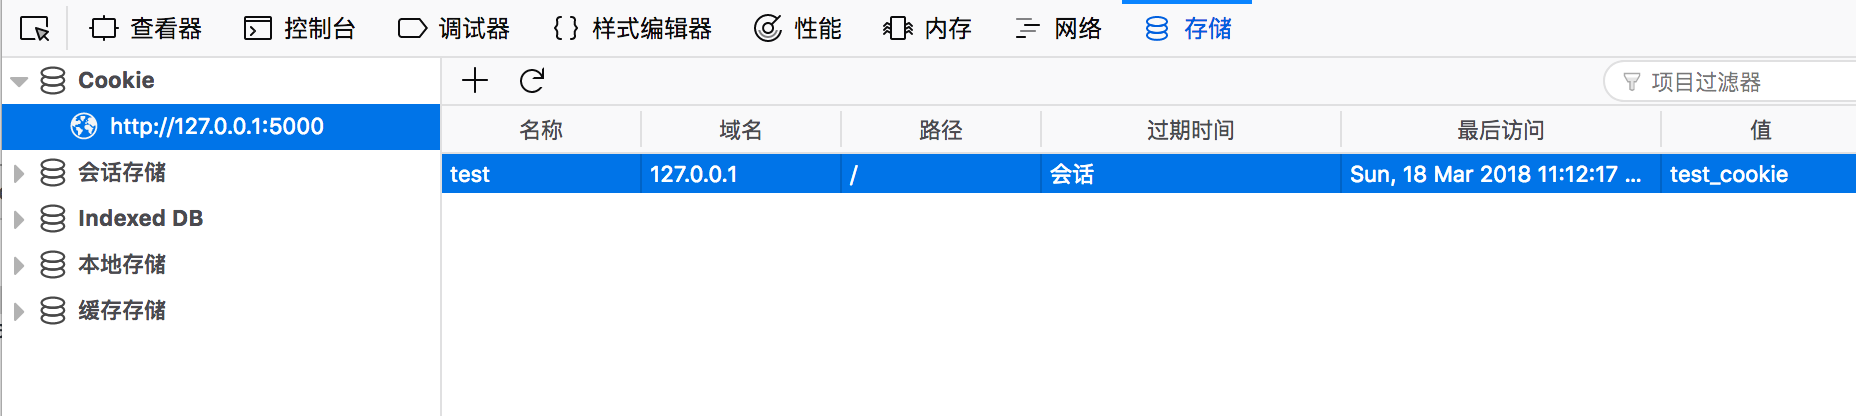 查看器 控制台 调试器 {} 样式编辑器 性能 内存 网络 存储
Cookie
项目过滤器
http://127.0.0.1:5000
名称 域名 路径 过期时间 最后访问 值
会话存储
test 127.0.0.1 / 会话 Sun, 18 Mar 2018 11:12:17 ... test_cookie
Indexed DB
本地存储
缓存存储